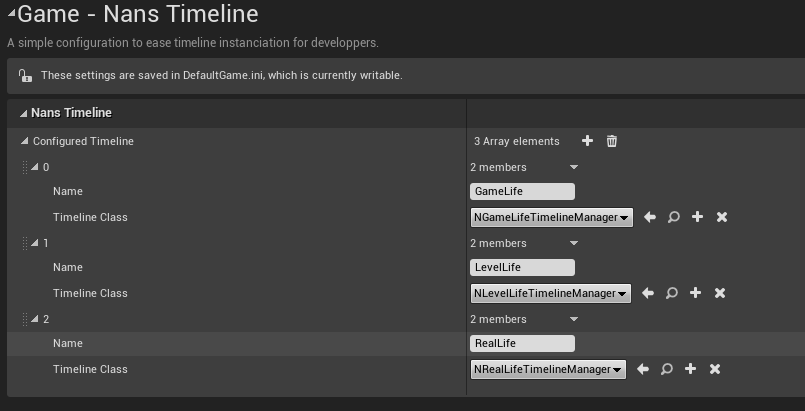 Game - Nans Timeline
A simple configuration to ease timeline instanciation for developpers.
These settings are saved in DefaultGame.ini, which is currently writable.
Nans Timeline
Configured Timeline 3 Array elements
0 2 members
Name GameLife
Timeline Class NGameLifeTimelineManager
1 2 members
Name LevelLife
Timeline Class NLevelLifeTimelineManager
2 2 members
Name RealLife
Timeline Class NRealLifeTimelineManager